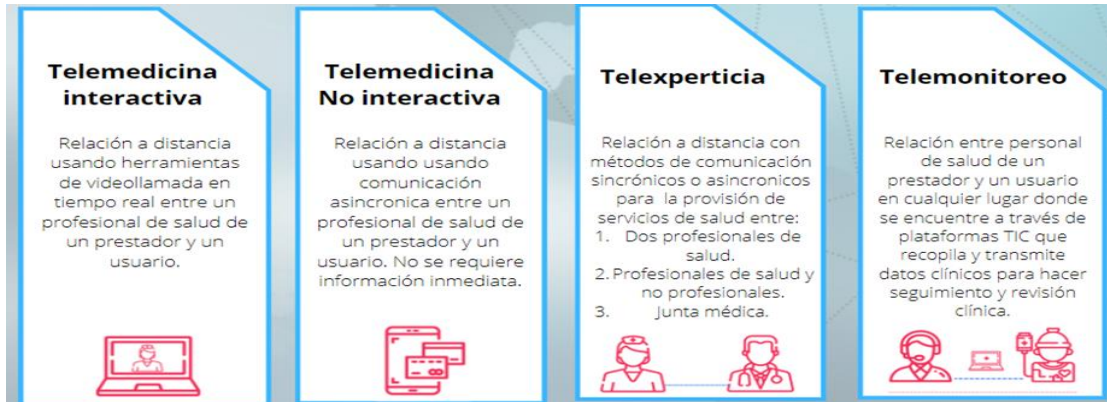 Telemedicina
interactiva
Relación a distancia
usando herramientas
de videollamada en
tiempo real entre un
profesional de salud de
un prestador y un
usuario.
Telemedicina
No interactiva
Relación a distancia
usando usando
comunicación
asincronica entre un
profesional de salud de
un prestador y un
usuario. No se requiere
información inmediata.
Telexperticia
Relación a distancia con
métodos de comunicación
sincrónicos o asincronicos
para la provisión de
servicios de salud entre:
1. Dos profesionales de
salud.
2. Profesionales de salud y
no profesionales.
3. Junta médica.
Telemonitoreo
Relación entre personal
de salud de un
prestador y un usuario
en cualquier lugar donde
se encuentre a través de
plataformas TIC que
recopila y transmite
datos clínicos para hacer
seguimiento y revisión
clínica.